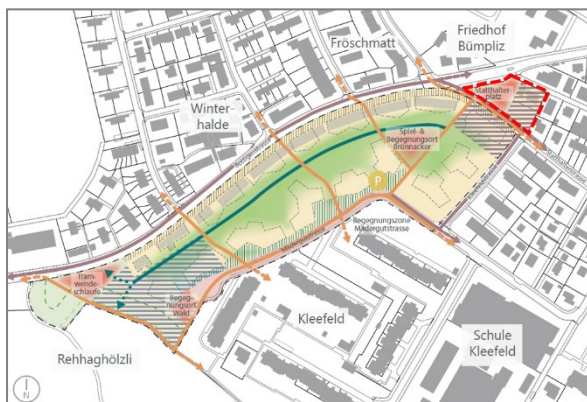 Friedhof
Bümpliz
Fröschmatt
Statthalter
platz
Winter-
halde
Spiel- &
Begegnungsort
Brünnacker
P
Begegnungszone
Mädergutstrasse
Tram-
wende-
schlaufe
Begeg-
nungsort
Wald
Kleefeld
Schule
Kleefeld
Rehhaghölzli
N